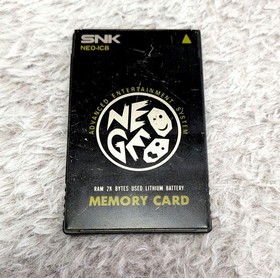 SNK
NEO-IC8
ADVANCED ENTERTAINMENT SYSTEM
NEO
GEO
RAM 2K BYTES USED LITHIUM BATTERY
MEMORY CARD